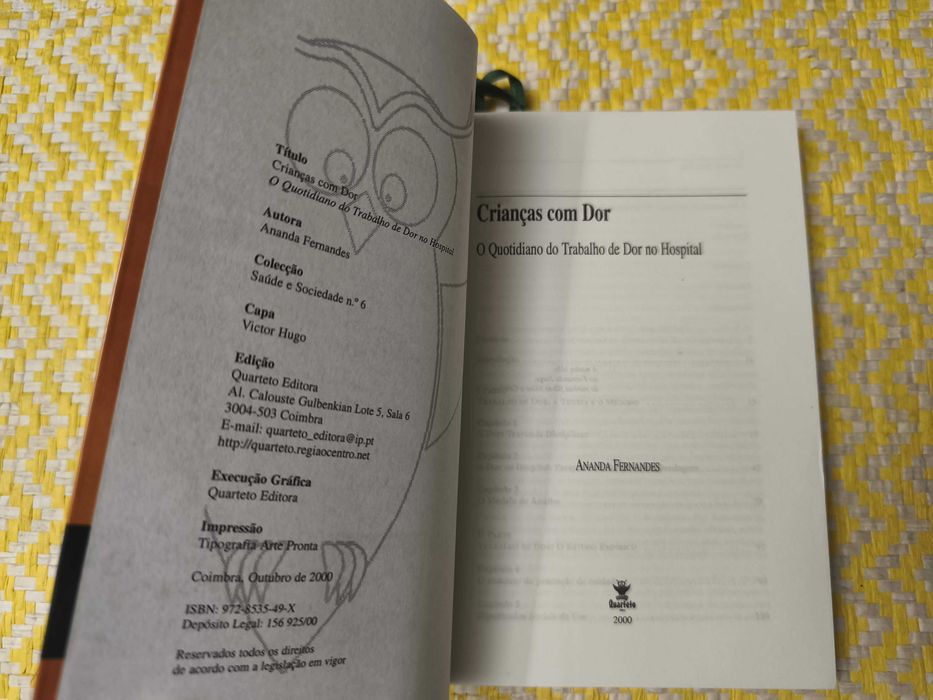 Título
Crianças com Dor
O Quotidiano do Trabalho de Dor no Hospital
Autora
Ananda Fernandes
Colecção
Saúde e Sociedade n.º 6
Capa
Victor Hugo
Edição
Quarteto Editora
Al. Calouste Gulbenkian Lote 5, Sala 6
3004-503 Coimbra
E-mail: quarteto_editora@ip.pt
http://quarteto.regiaocentro.net
Execução Gráfica
Quarteto Editora
Impressão
Tipografia Arte Pronta
Coimbra, Outubro de 2000
ISBN: 972-8535-49-X
Depósito Legal: 156 925/00
Reservados todos os direitos
de acordo com a legislação em vigor
Crianças com Dor
O Quotidiano do Trabalho de Dor no Hospital
ANANDA FERNANDES
Quarteto
2000